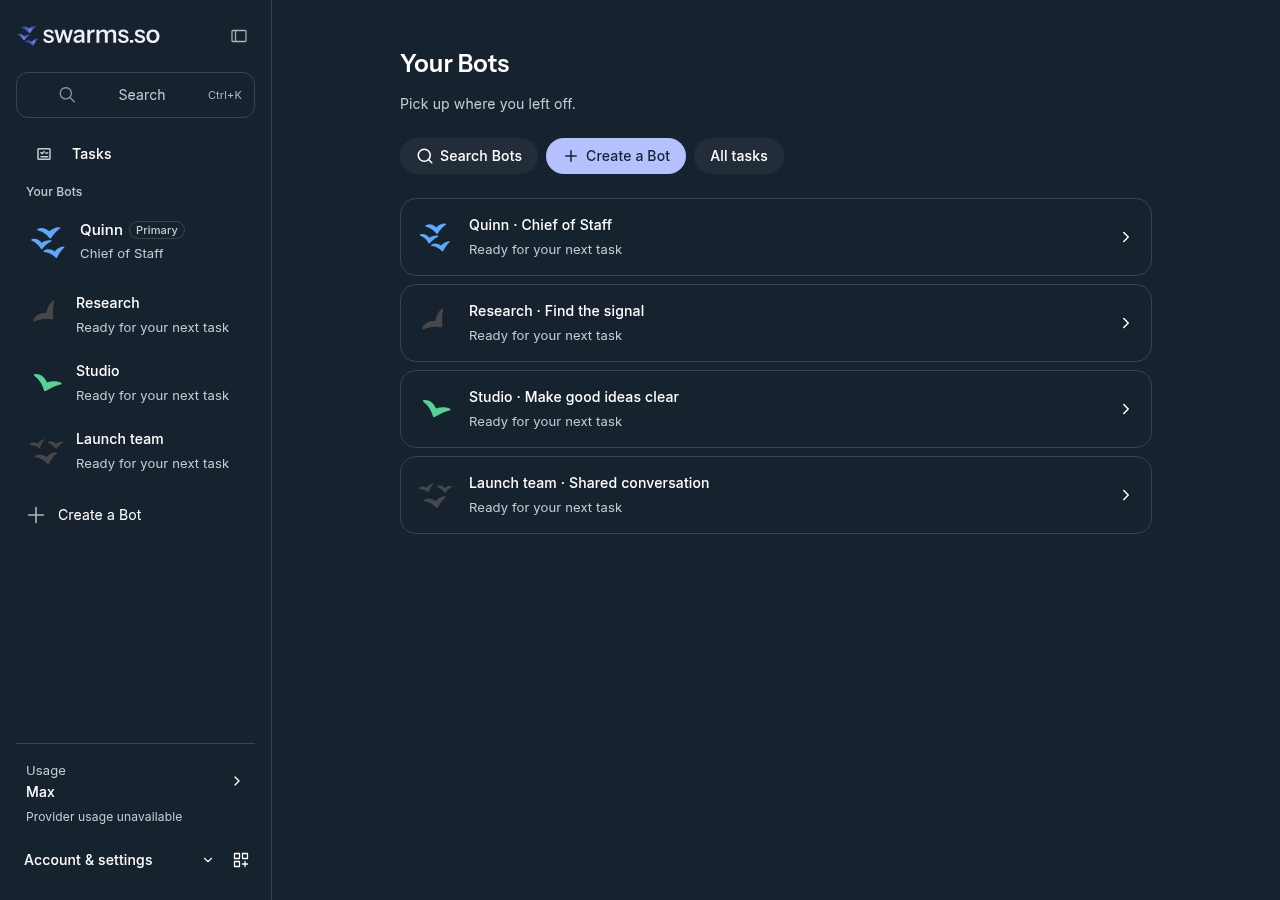 swarms.so
Search Ctrl+K
Tasks
Your Bots
Quinn Primary
Chief of Staff
Research
Ready for your next task
Studio
Ready for your next task
Launch team
Ready for your next task
Create a Bot
Usage
Max
Provider usage unavailable
Account & settings
Your Bots
Pick up where you left off.
Search Bots Create a Bot All tasks
Quinn · Chief of Staff
Ready for your next task
Research · Find the signal
Ready for your next task
Studio · Make good ideas clear
Ready for your next task
Launch team · Shared conversation
Ready for your next task